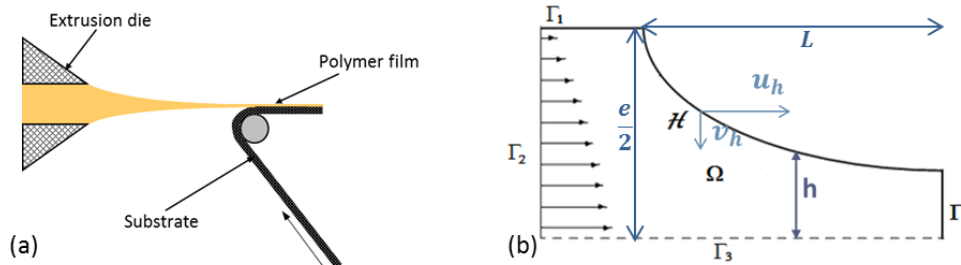 Extrusion die
Polymer film
Substrate
(a)
Γ₁
L
e/2
u_h
ℋ
v_h
Γ₂
Ω
h
Γ
Γ₃
(b)